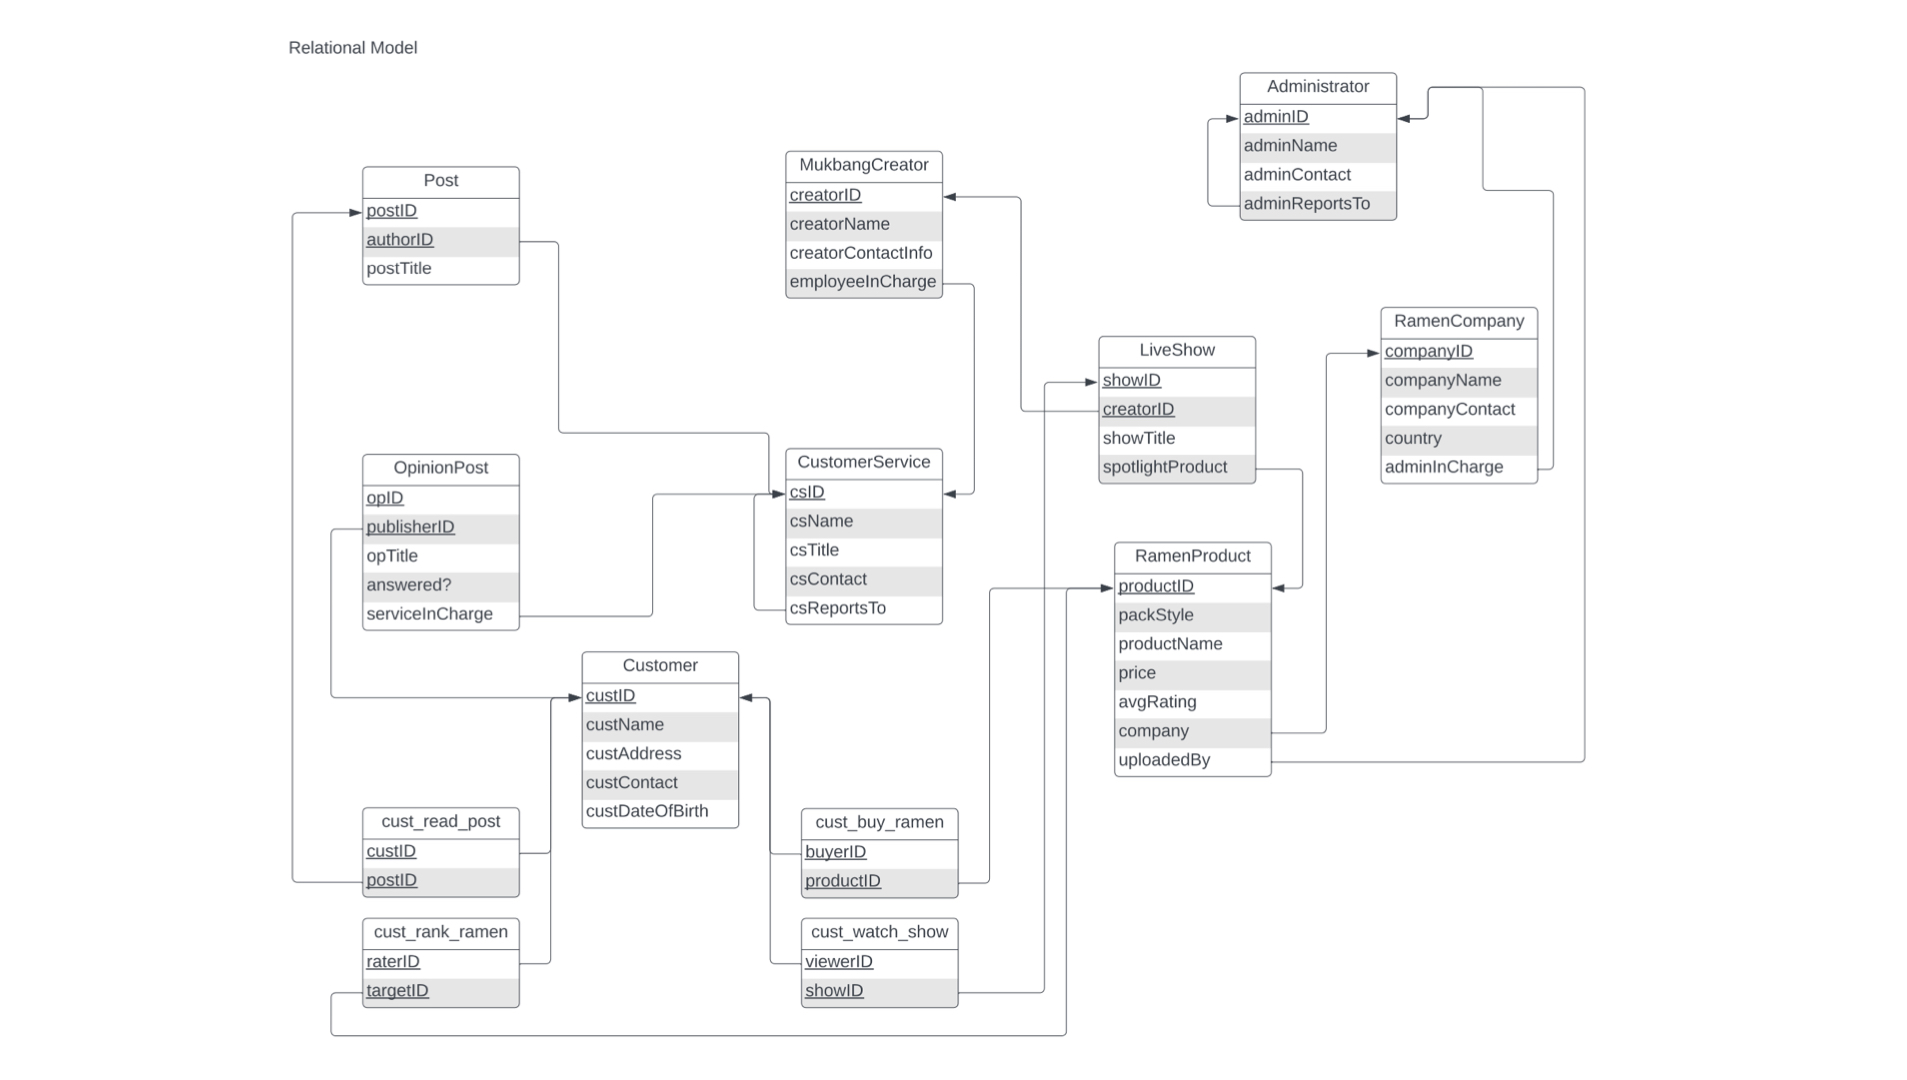 Relational Model
Administrator
adminID
adminName
adminContact
adminReportsTo
MukbangCreator
creatorID
creatorName
creatorContactInfo
employeeInCharge
Post
postID
authorID
postTitle
RamenCompany
companyID
companyName
companyContact
country
adminInCharge
LiveShow
showID
creatorID
showTitle
spotlightProduct
CustomerService
csID
csName
csTitle
csContact
csReportsTo
OpinionPost
opID
publisherID
opTitle
answered?
serviceInCharge
RamenProduct
productID
packStyle
productName
price
avgRating
company
uploadedBy
Customer
custID
custName
custAddress
custContact
custDateOfBirth
cust_read_post
custID
postID
cust_buy_ramen
buyerID
productID
cust_rank_ramen
raterID
targetID
cust_watch_show
viewerID
showID